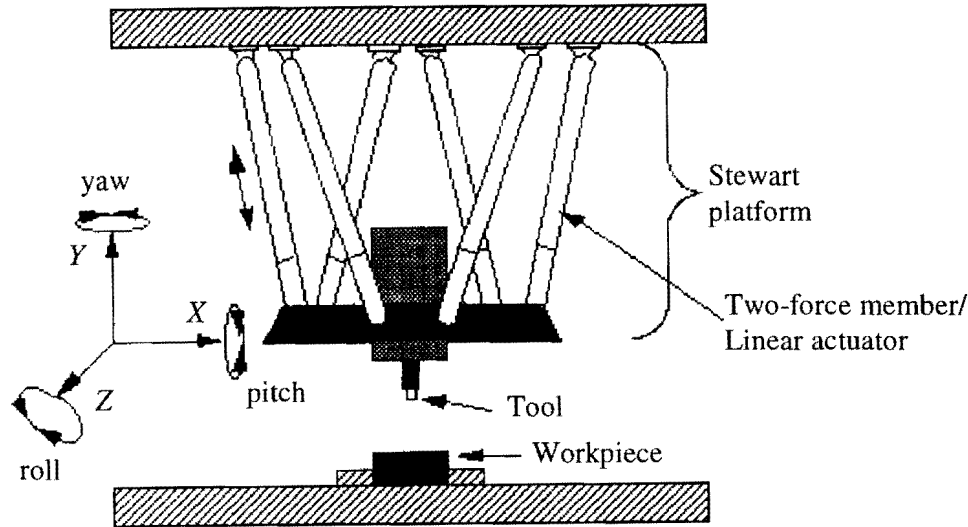 yaw
Y
X
Z
pitch
roll
Stewart
platform
Two-force member/
Linear actuator
Tool
Workpiece